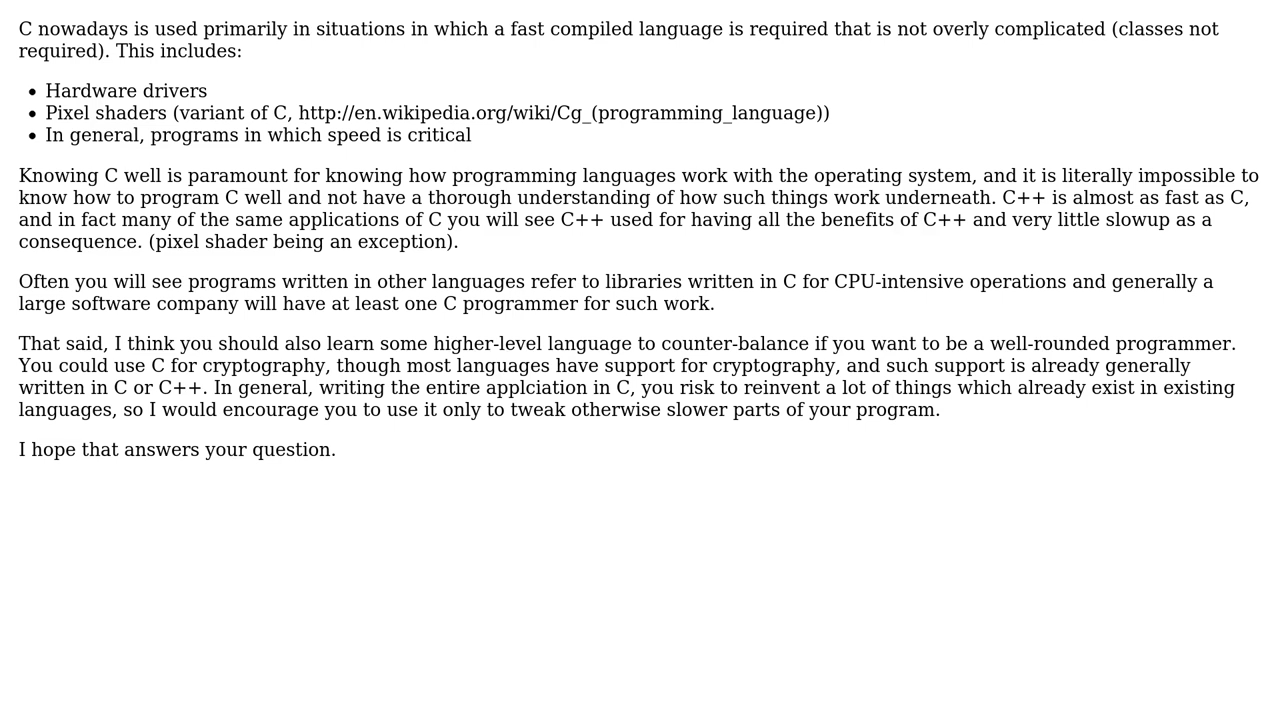 C nowadays is used primarily in situations in which a fast compiled language is required that is not overly complicated (classes not
required). This includes:
• Hardware drivers
• Pixel shaders (variant of C, http://en.wikipedia.org/wiki/Cg_(programming_language))
• In general, programs in which speed is critical
Knowing C well is paramount for knowing how programming languages work with the operating system, and it is literally impossible to
know how to program C well and not have a thorough understanding of how such things work underneath. C++ is almost as fast as C,
and in fact many of the same applications of C you will see C++ used for having all the benefits of C++ and very little slowup as a
consequence. (pixel shader being an exception).
Often you will see programs written in other languages refer to libraries written in C for CPU-intensive operations and generally a
large software company will have at least one C programmer for such work.
That said, I think you should also learn some higher-level language to counter-balance if you want to be a well-rounded programmer.
You could use C for cryptography, though most languages have support for cryptography, and such support is already generally
written in C or C++. In general, writing the entire applciation in C, you risk to reinvent a lot of things which already exist in existing
languages, so I would encourage you to use it only to tweak otherwise slower parts of your program.
I hope that answers your question.